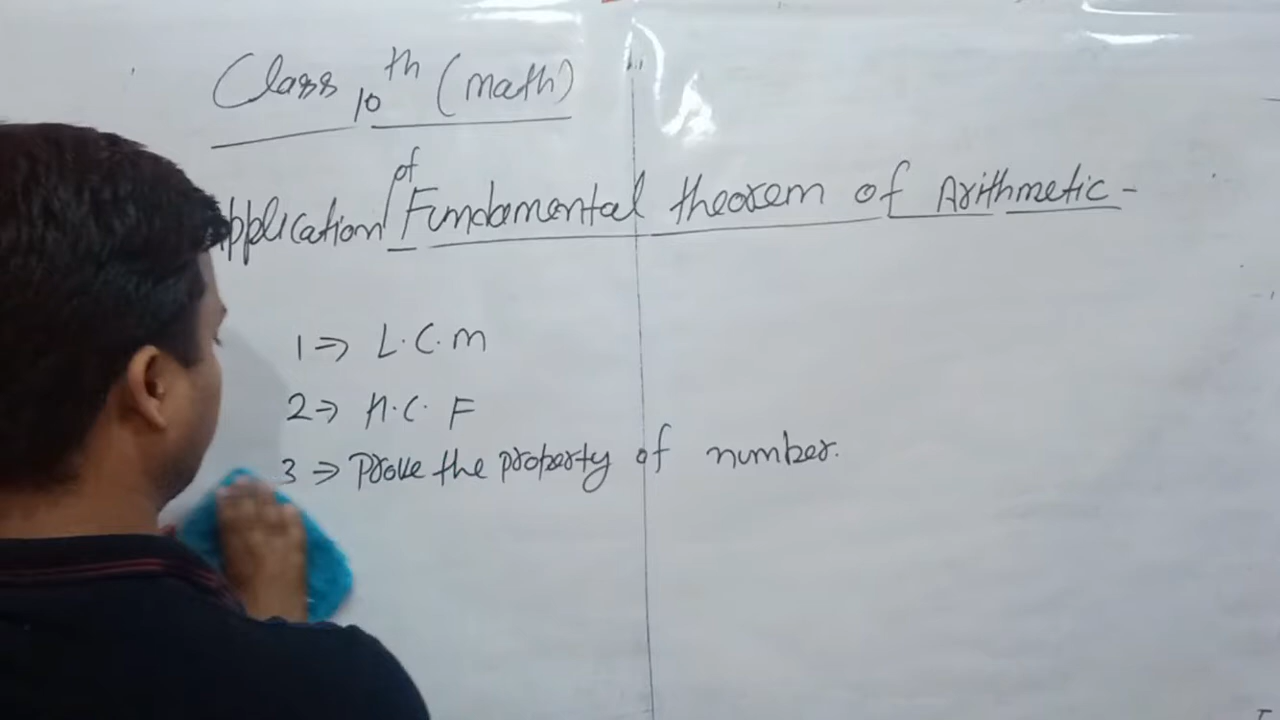 Class 10th (math)
Application of Fundamental theorem of Arithmetic -
1 ⇒ L.C.M
2 ⇒ H.C.F
3 ⇒ Prove the property of number.